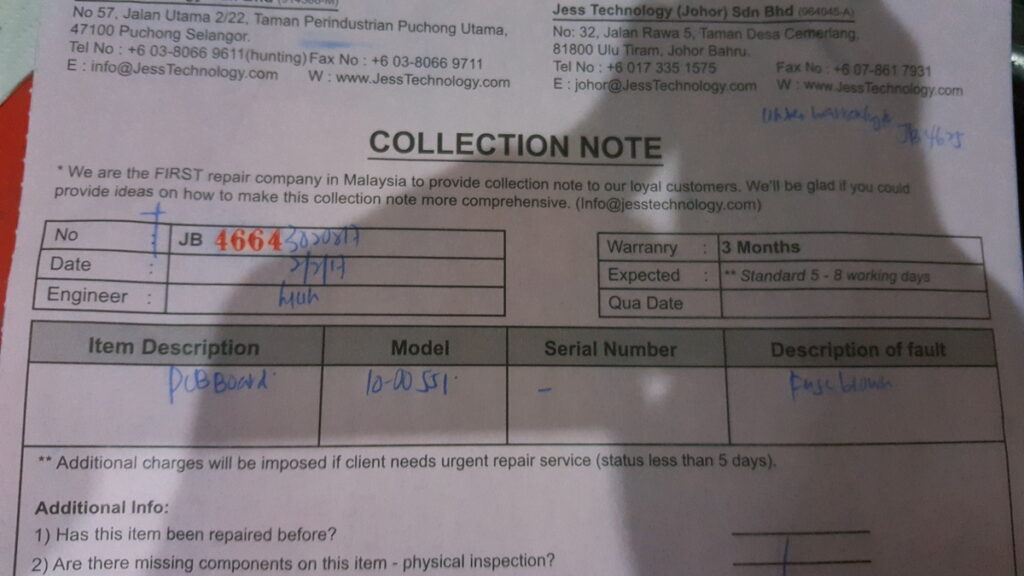 No 57, Jalan Utama 2/22, Taman Perindustrian Puchong Utama,
47100 Puchong Selangor.
Tel No : +6 03-8066 9611(hunting) Fax No : +6 03-8066 9711
E : info@JessTechnology.com W : www.JessTechnology.com
Jess Technology (Johor) Sdn Bhd (964045-A)
No: 32, Jalan Rawa 5, Taman Desa Cemerlang,
81800 Ulu Tiram, Johor Bahru.
Tel No : +6 017 335 1575 Fax No : +6 07-861 7931
E : johor@JessTechnology.com W : www.JessTechnology.com
JB 4625
COLLECTION NOTE
* We are the FIRST repair company in Malaysia to provide collection note to our loyal customers. We'll be glad if you could
provide ideas on how to make this collection note more comprehensive. (Info@jesstechnology.com)
No : JB 4664
Date : 2/2/17
Engineer :
Warranry : 3 Months
Expected : ** Standard 5 - 8 working days
Qua Date
Item Description Model Serial Number Description of fault
PCB Board 10-00551. - Fuse blown
** Additional charges will be imposed if client needs urgent repair service (status less than 5 days).
Additional Info:
1) Has this item been repaired before?
2) Are there missing components on this item - physical inspection?